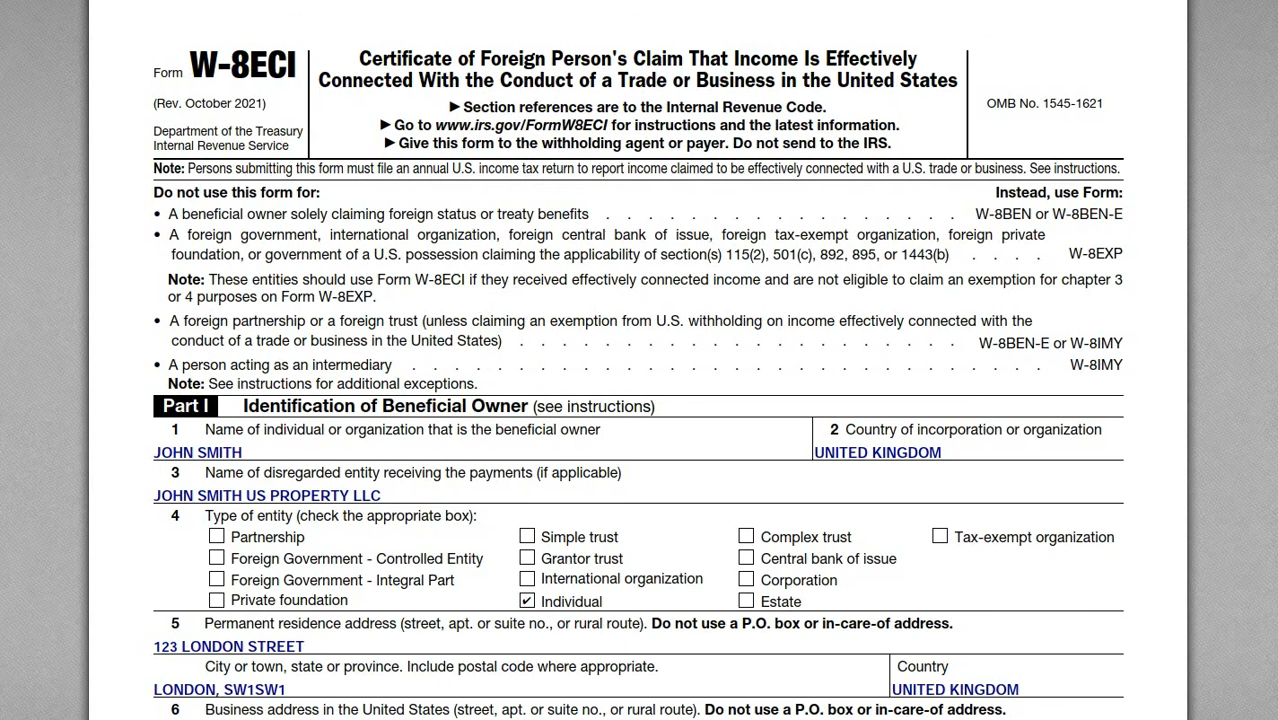 Form W-8ECI
(Rev. October 2021)
Department of the Treasury
Internal Revenue Service
Certificate of Foreign Person's Claim That Income Is Effectively
Connected With the Conduct of a Trade or Business in the United States
▶ Section references are to the Internal Revenue Code.
▶ Go to www.irs.gov/FormW8ECI for instructions and the latest information.
▶ Give this form to the withholding agent or payer. Do not send to the IRS.
OMB No. 1545-1621
Note: Persons submitting this form must file an annual U.S. income tax return to report income claimed to be effectively connected with a U.S. trade or business. See instructions.
Do not use this form for: Instead, use Form:
• A beneficial owner solely claiming foreign status or treaty benefits . . . . . . . . . . . . . . . . W-8BEN or W-8BEN-E
• A foreign government, international organization, foreign central bank of issue, foreign tax-exempt organization, foreign private
foundation, or government of a U.S. possession claiming the applicability of section(s) 115(2), 501(c), 892, 895, or 1443(b) . . . . W-8EXP
Note: These entities should use Form W-8ECI if they received effectively connected income and are not eligible to claim an exemption for chapter 3
or 4 purposes on Form W-8EXP.
• A foreign partnership or a foreign trust (unless claiming an exemption from U.S. withholding on income effectively connected with the
conduct of a trade or business in the United States) . . . . . . . . . . . . . . . . . . . . W-8BEN-E or W-8IMY
• A person acting as an intermediary . . . . . . . . . . . . . . . . . . . . . . . . . . . . . W-8IMY
Note: See instructions for additional exceptions.
Part I Identification of Beneficial Owner (see instructions)
1 Name of individual or organization that is the beneficial owner
JOHN SMITH
2 Country of incorporation or organization
UNITED KINGDOM
3 Name of disregarded entity receiving the payments (if applicable)
JOHN SMITH US PROPERTY LLC
4 Type of entity (check the appropriate box):
☐ Partnership ☐ Simple trust ☐ Complex trust ☐ Tax-exempt organization
☐ Foreign Government - Controlled Entity ☐ Grantor trust ☐ Central bank of issue
☐ Foreign Government - Integral Part ☐ International organization ☐ Corporation
☐ Private foundation ✔ Individual ☐ Estate
5 Permanent residence address (street, apt. or suite no., or rural route). Do not use a P.O. box or in-care-of address.
123 LONDON STREET
City or town, state or province. Include postal code where appropriate.
LONDON, SW1SW1
Country
UNITED KINGDOM
6 Business address in the United States (street, apt. or suite no., or rural route). Do not use a P.O. box or in-care-of address.